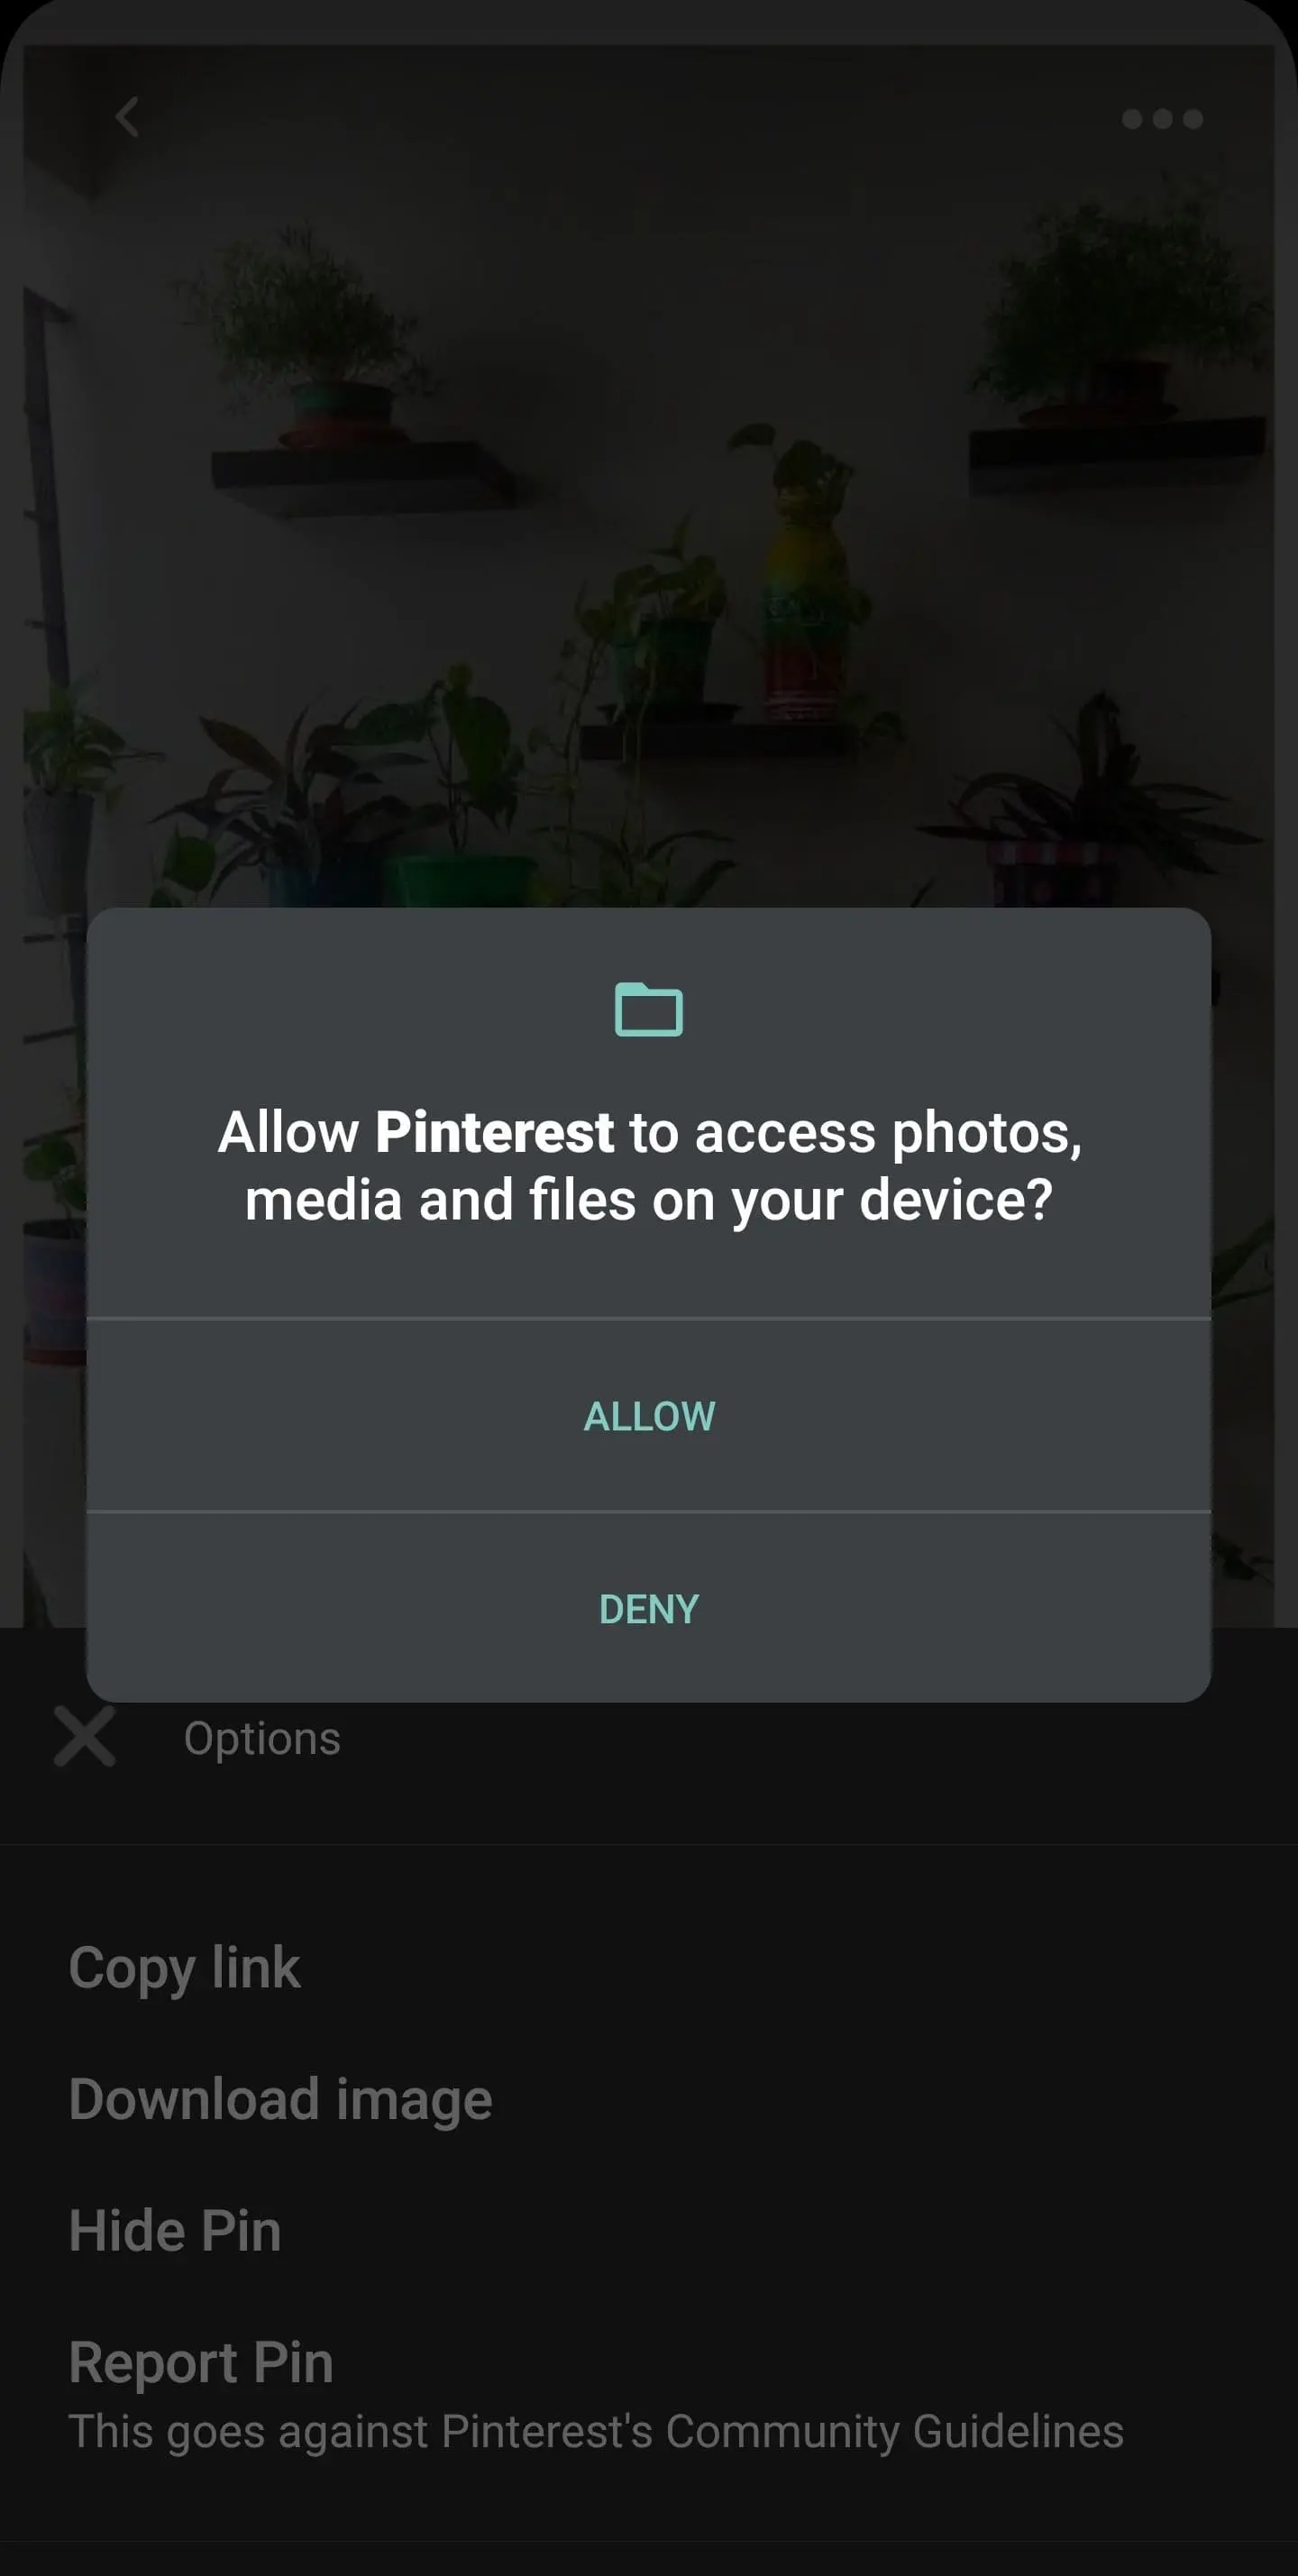 Allow Pinterest to access photos,
media and files on your device?
ALLOW
DENY
Options
Copy link
Download image
Hide Pin
Report Pin
This goes against Pinterest's Community Guidelines